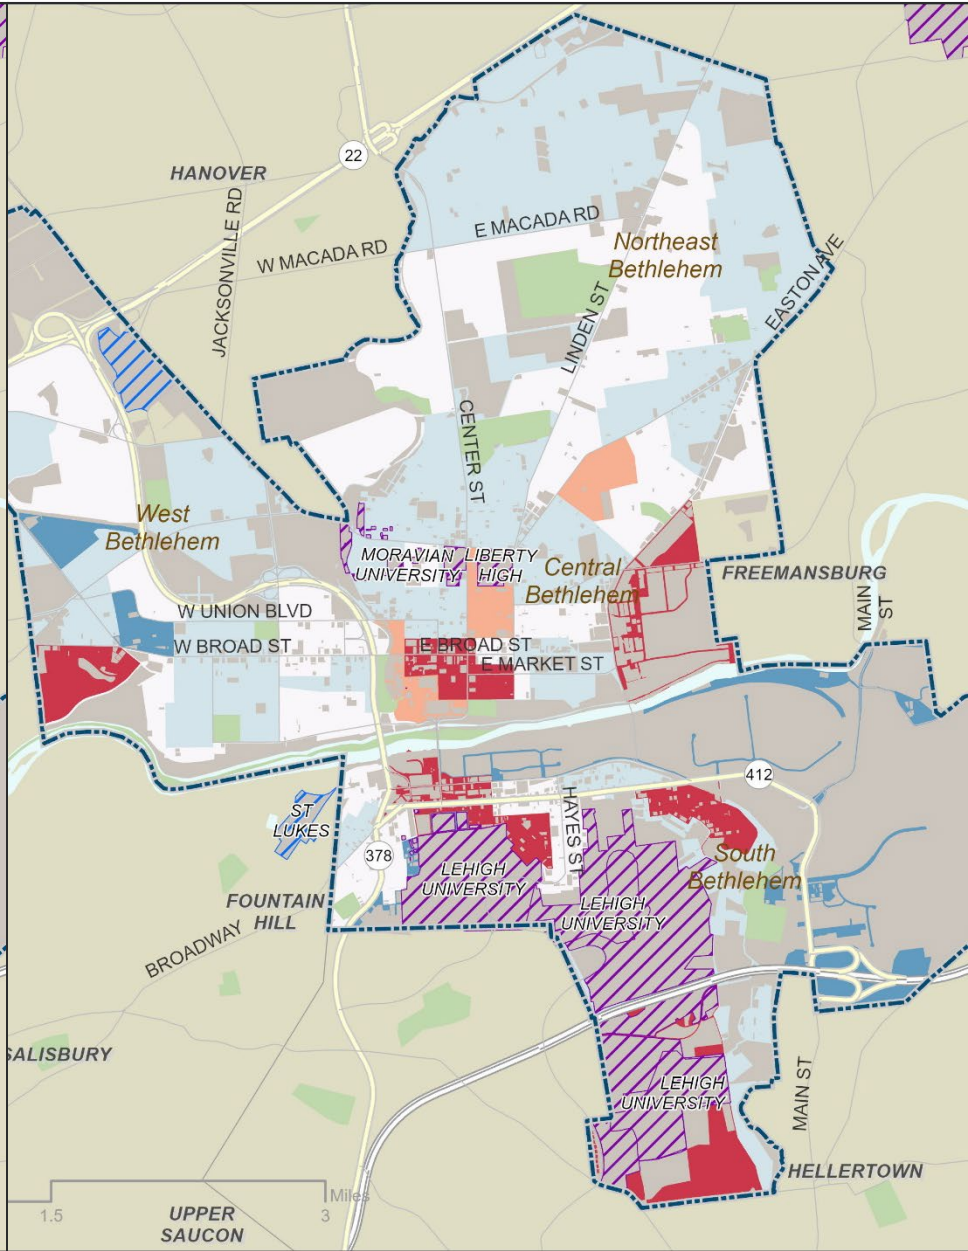 22
HANOVER
JACKSONVILLE RD
W MACADA RD
E MACADA RD
Northeast
Bethlehem
LINDEN ST
EASTON AVE
CENTER ST
West
Bethlehem
MORAVIAN
UNIVERSITY
LIBERTY
HIGH
Central
Bethlehem
FREEMANSBURG
MAIN
ST
W UNION BLVD
W BROAD ST
E BROAD ST
E MARKET ST
412
HAYES ST
ST
LUKES
378
South
Bethlehem
LEHIGH
UNIVERSITY
LEHIGH
UNIVERSITY
FOUNTAIN
HILL
BROADWAY
SALISBURY
LEHIGH
UNIVERSITY
MAIN ST
HELLERTOWN
Miles
1.5
3
UPPER
SAUCON